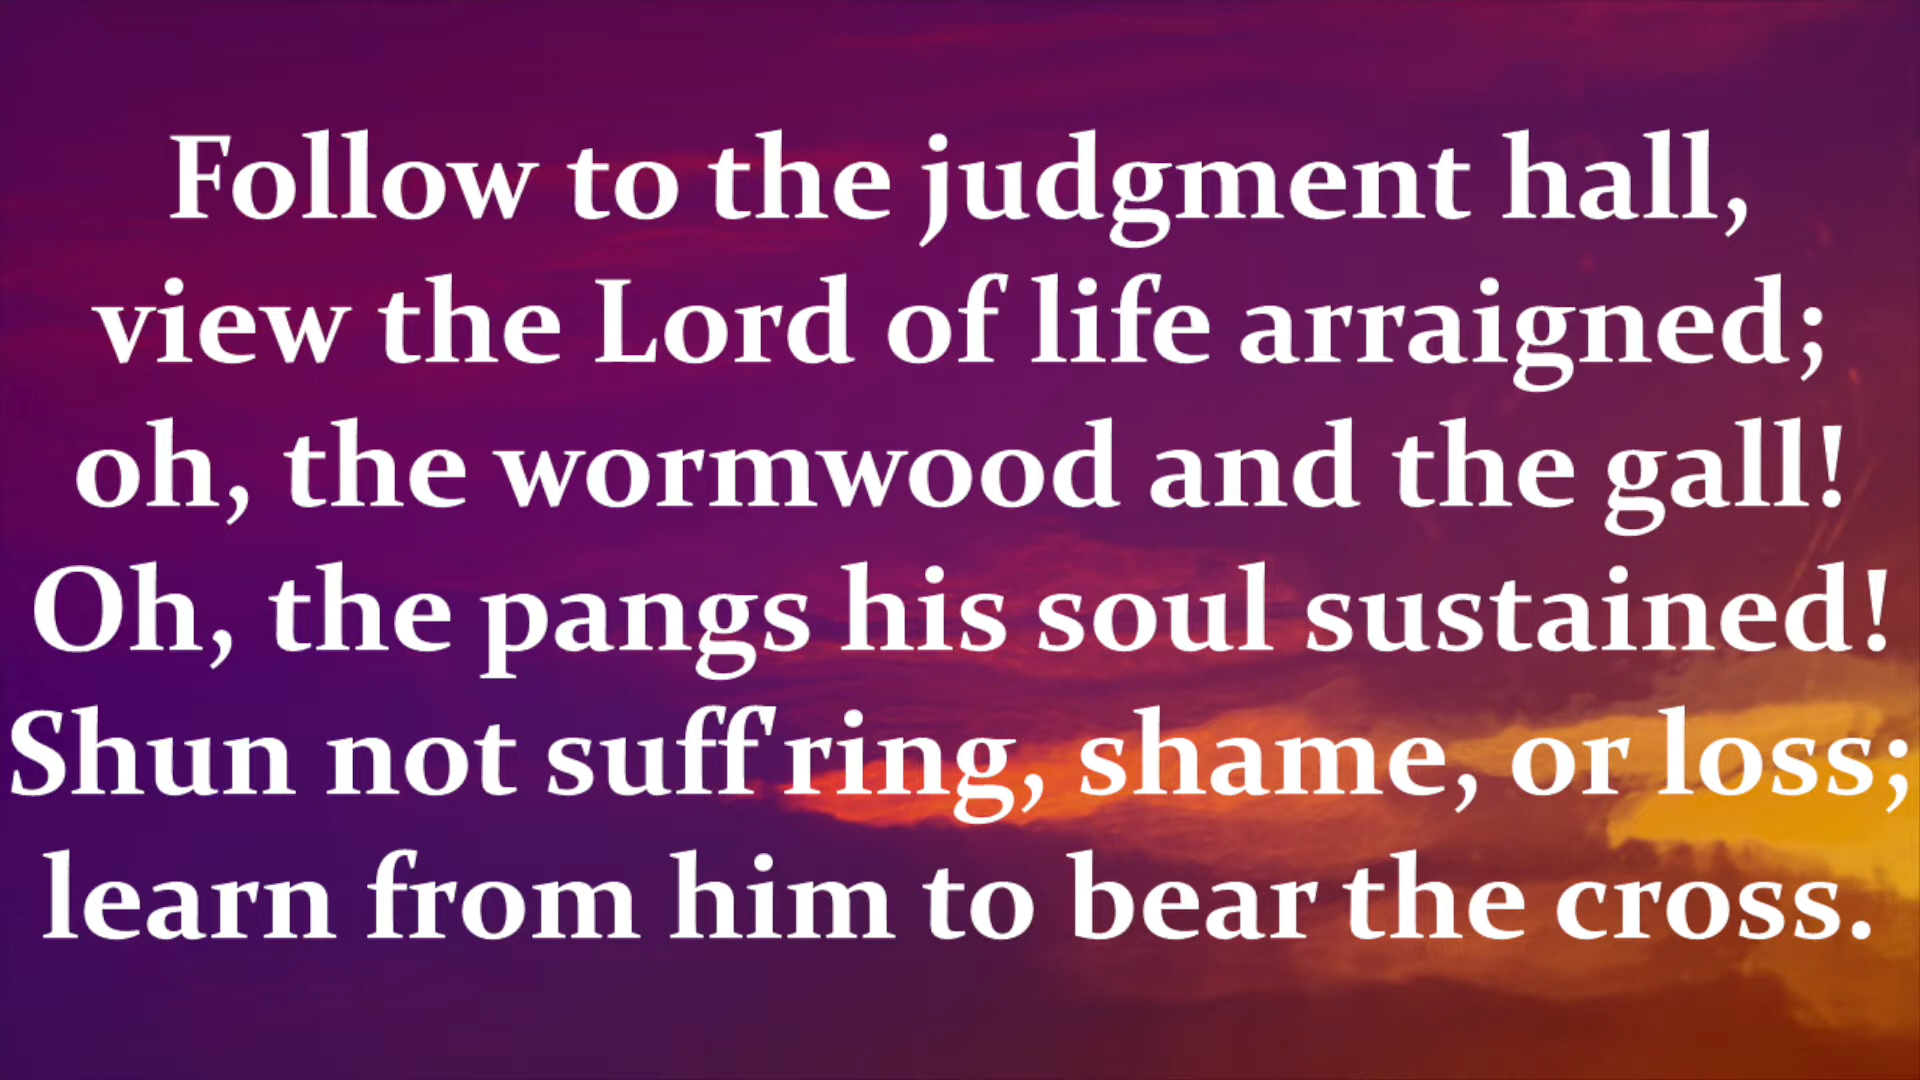 Follow to the judgment hall,
view the Lord of life arraigned;
oh, the wormwood and the gall!
Oh, the pangs his soul sustained!
Shun not suff'ring, shame, or loss;
learn from him to bear the cross.